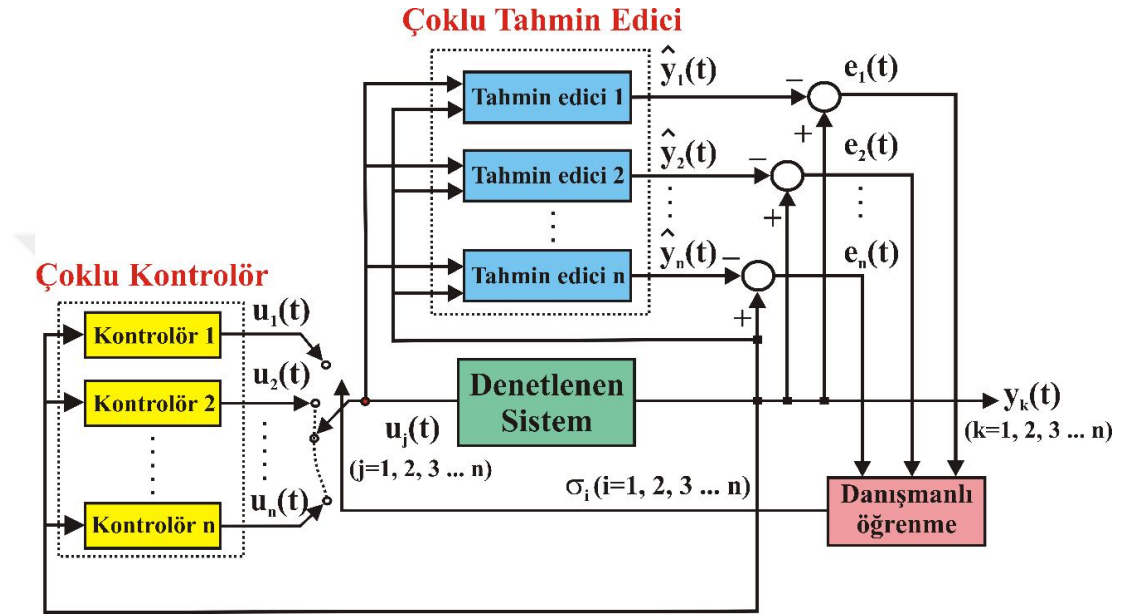 Çoklu Tahmin Edici
Tahmin edici 1
ŷ₁(t)
−
e₁(t)
+
Tahmin edici 2
ŷ₂(t)
−
e₂(t)
+
Tahmin edici n
ŷₙ(t)
−
eₙ(t)
+
Çoklu Kontrolör
Kontrolör 1
u₁(t)
Kontrolör 2
u₂(t)
Kontrolör n
uₙ(t)
uⱼ(t)
(j=1, 2, 3 ... n)
Denetlenen
Sistem
yₖ(t)
(k=1, 2, 3 ... n)
σᵢ (i=1, 2, 3 ... n)
Danışmanlı
öğrenme